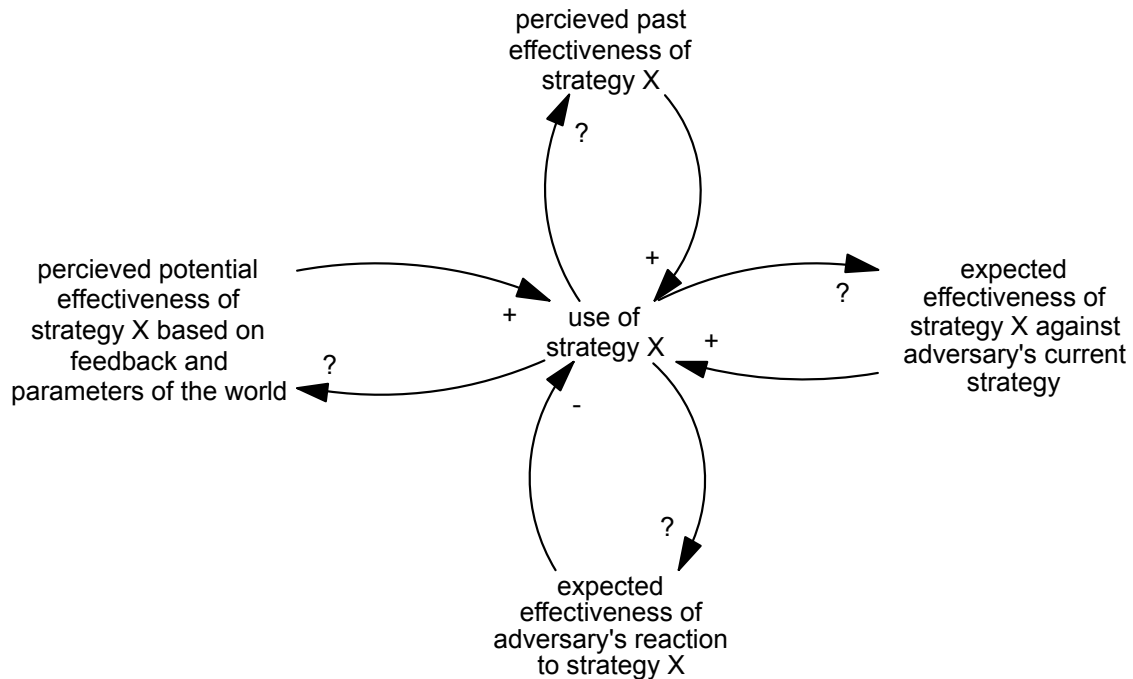 percieved past
effectiveness of
strategy X
?
+
percieved potential
effectiveness of
strategy X based on
feedback and
parameters of the world
+
?
use of
strategy X
?
+
expected
effectiveness of
strategy X against
adversary's current
strategy
-
?
expected
effectiveness of
adversary's reaction
to strategy X